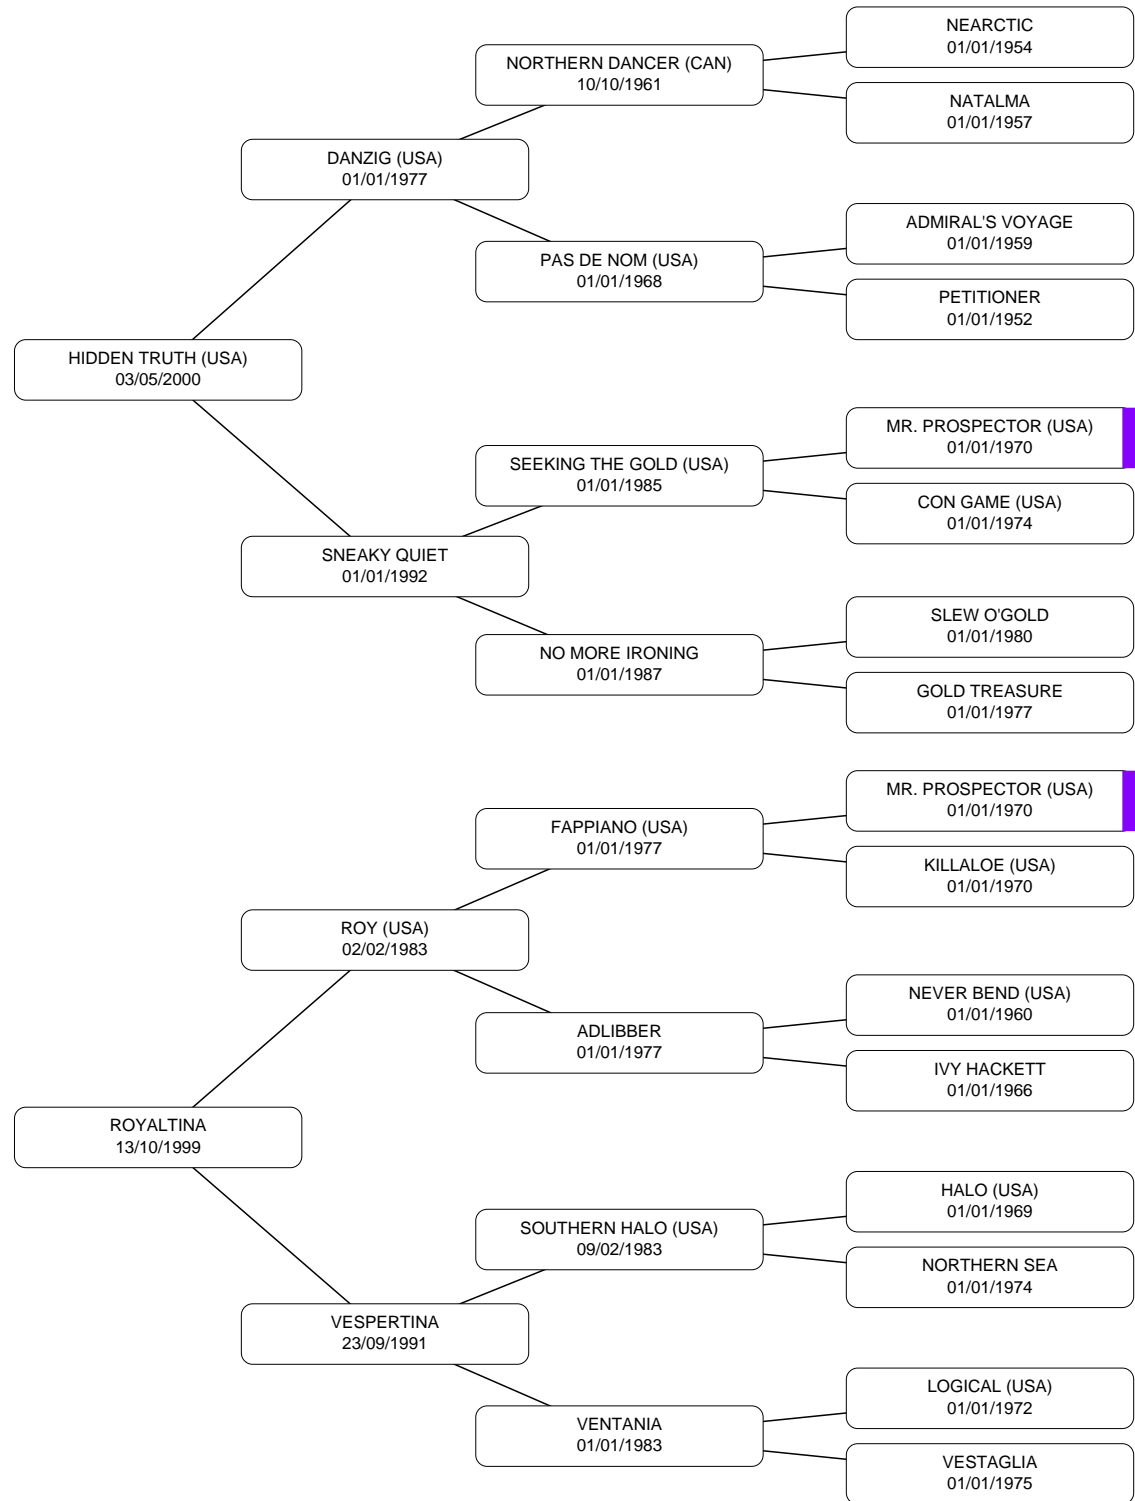 NEARCTIC
01/01/1954
NORTHERN DANCER (CAN)
10/10/1961
NATALMA
01/01/1957
DANZIG (USA)
01/01/1977
ADMIRAL'S VOYAGE
01/01/1959
PAS DE NOM (USA)
01/01/1968
PETITIONER
01/01/1952
HIDDEN TRUTH (USA)
03/05/2000
MR. PROSPECTOR (USA)
01/01/1970
SEEKING THE GOLD (USA)
01/01/1985
CON GAME (USA)
01/01/1974
SNEAKY QUIET
01/01/1992
SLEW O'GOLD
01/01/1980
NO MORE IRONING
01/01/1987
GOLD TREASURE
01/01/1977
MR. PROSPECTOR (USA)
01/01/1970
FAPPIANO (USA)
01/01/1977
KILLALOE (USA)
01/01/1970
ROY (USA)
02/02/1983
NEVER BEND (USA)
01/01/1960
ADLIBBER
01/01/1977
IVY HACKETT
01/01/1966
ROYALTINA
13/10/1999
HALO (USA)
01/01/1969
SOUTHERN HALO (USA)
09/02/1983
NORTHERN SEA
01/01/1974
VESPERTINA
23/09/1991
LOGICAL (USA)
01/01/1972
VENTANIA
01/01/1983
VESTAGLIA
01/01/1975